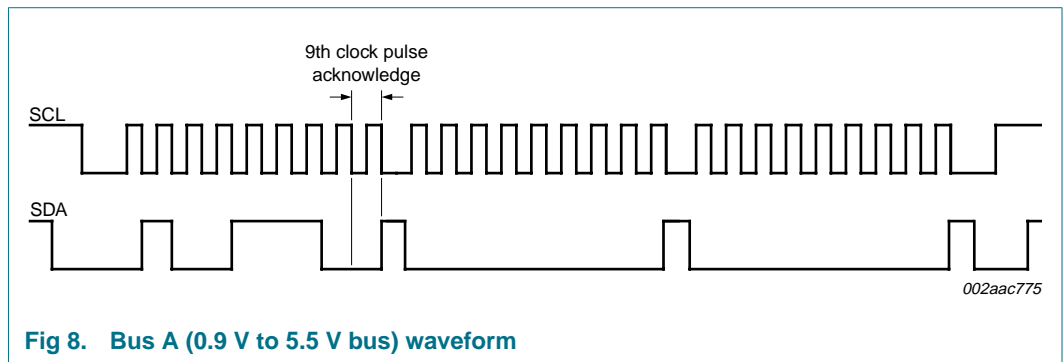 9th clock pulse
acknowledge
SCL
SDA
002aac775
Fig 8. Bus A (0.9 V to 5.5 V bus) waveform